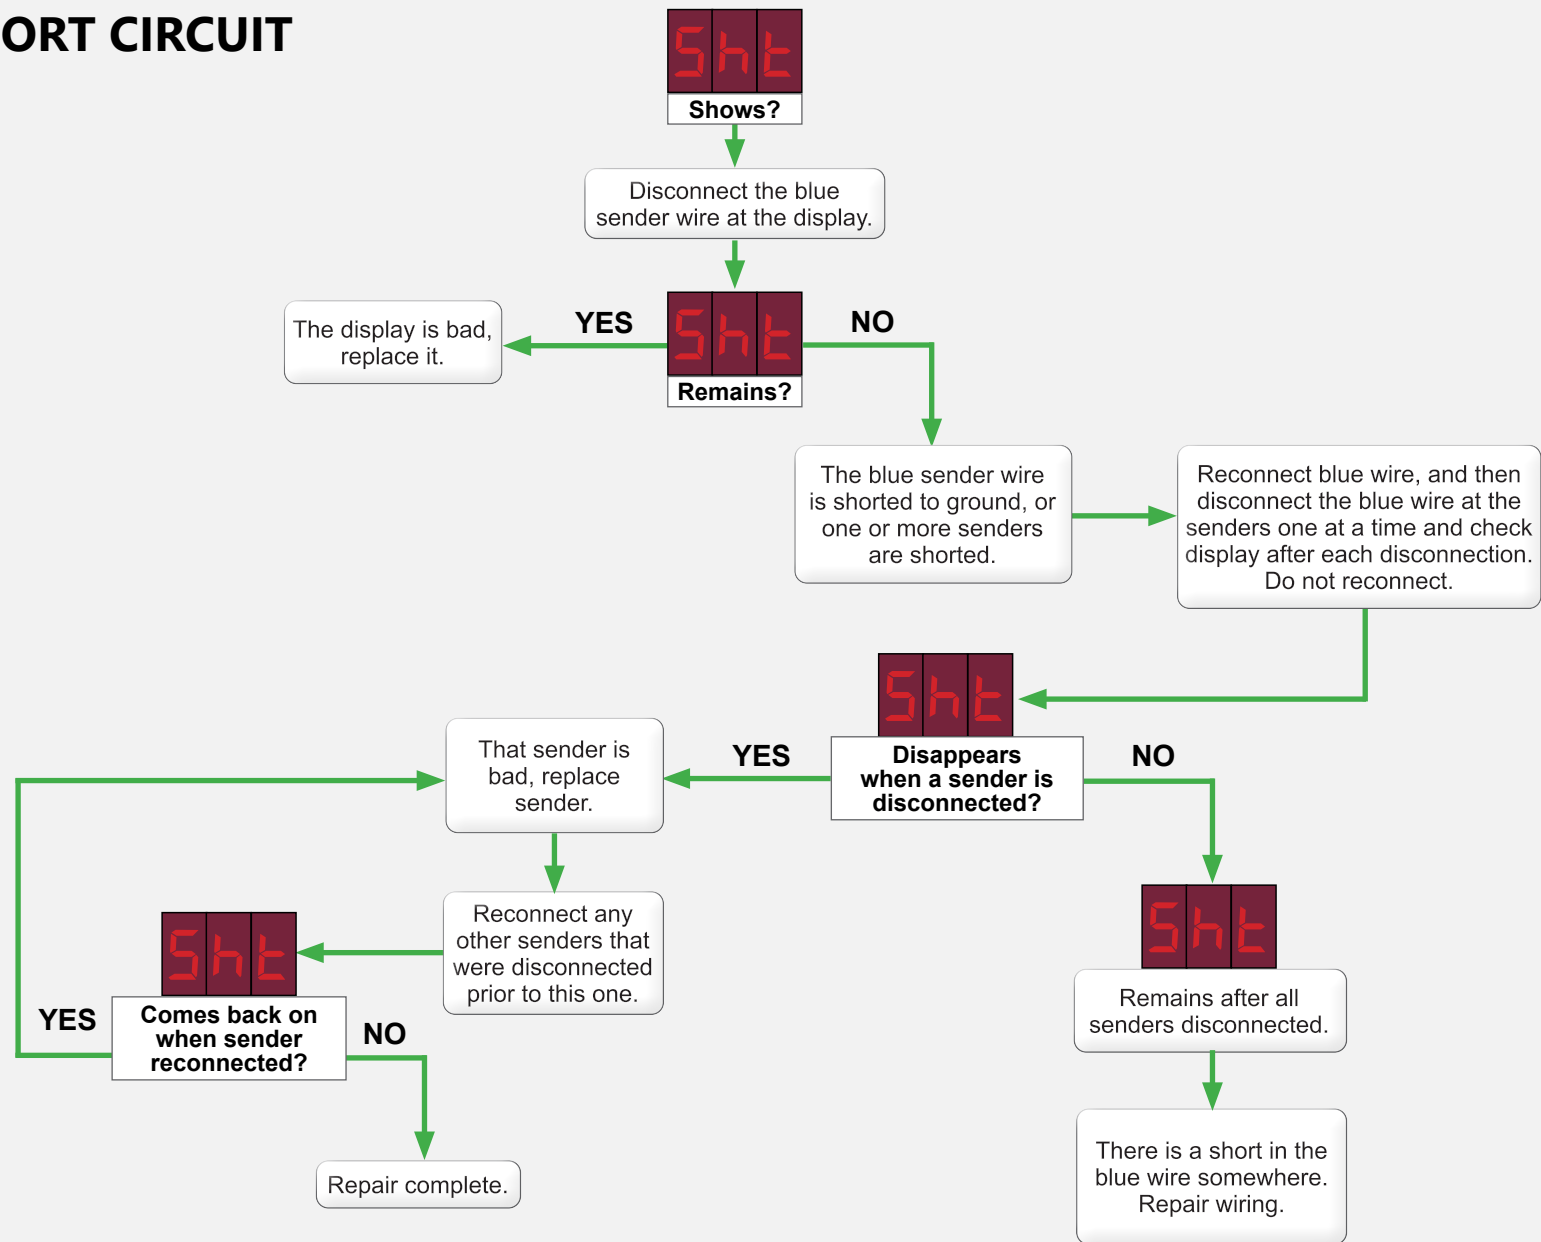 ORT CIRCUIT
Sht
Shows?
Disconnect the blue
sender wire at the display.
Sht
Remains?
YES
NO
The display is bad,
replace it.
The blue sender wire
is shorted to ground, or
one or more senders
are shorted.
Reconnect blue wire, and then
disconnect the blue wire at the
senders one at a time and check
display after each disconnection.
Do not reconnect.
Sht
Disappears
when a sender is
disconnected?
YES
NO
That sender is
bad, replace
sender.
Reconnect any
other senders that
were disconnected
prior to this one.
Sht
Comes back on
when sender
reconnected?
YES
NO
Repair complete.
Sht
Remains after all
senders disconnected.
There is a short in the
blue wire somewhere.
Repair wiring.